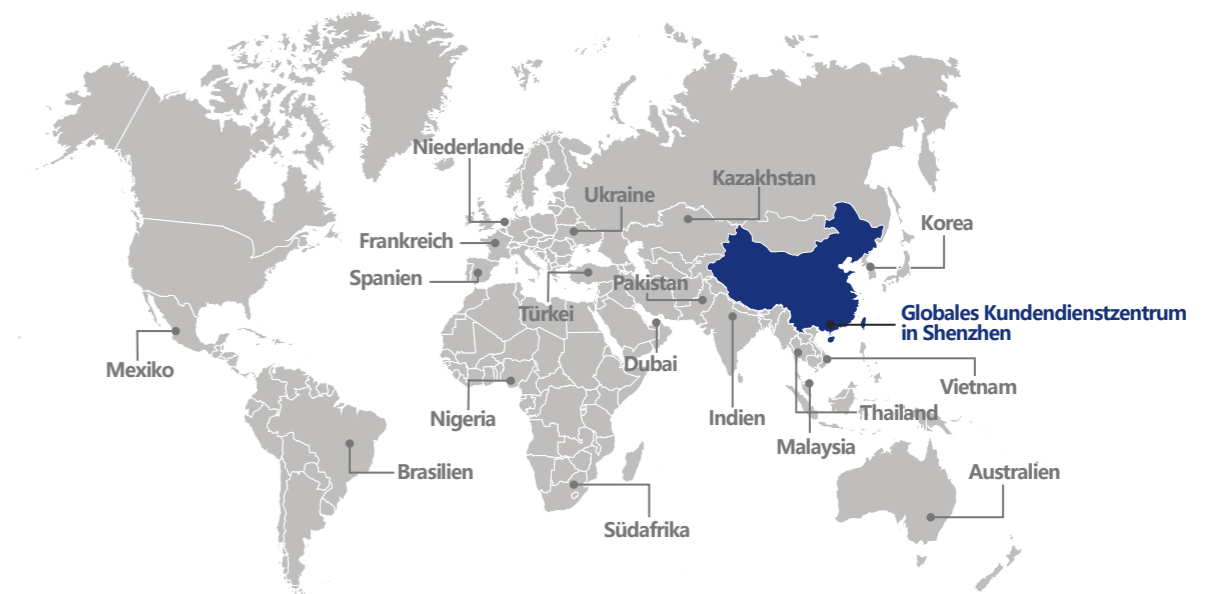 Niederlande
Kazakhstan
Ukraine
Korea
Frankreich
Spanien
Pakistan
Türkei
Globales Kundendienstzentrum
in Shenzhen
Mexiko
Dubai
Vietnam
Nigeria
Indien
Thailand
Malaysia
Brasilien
Australien
Südafrika